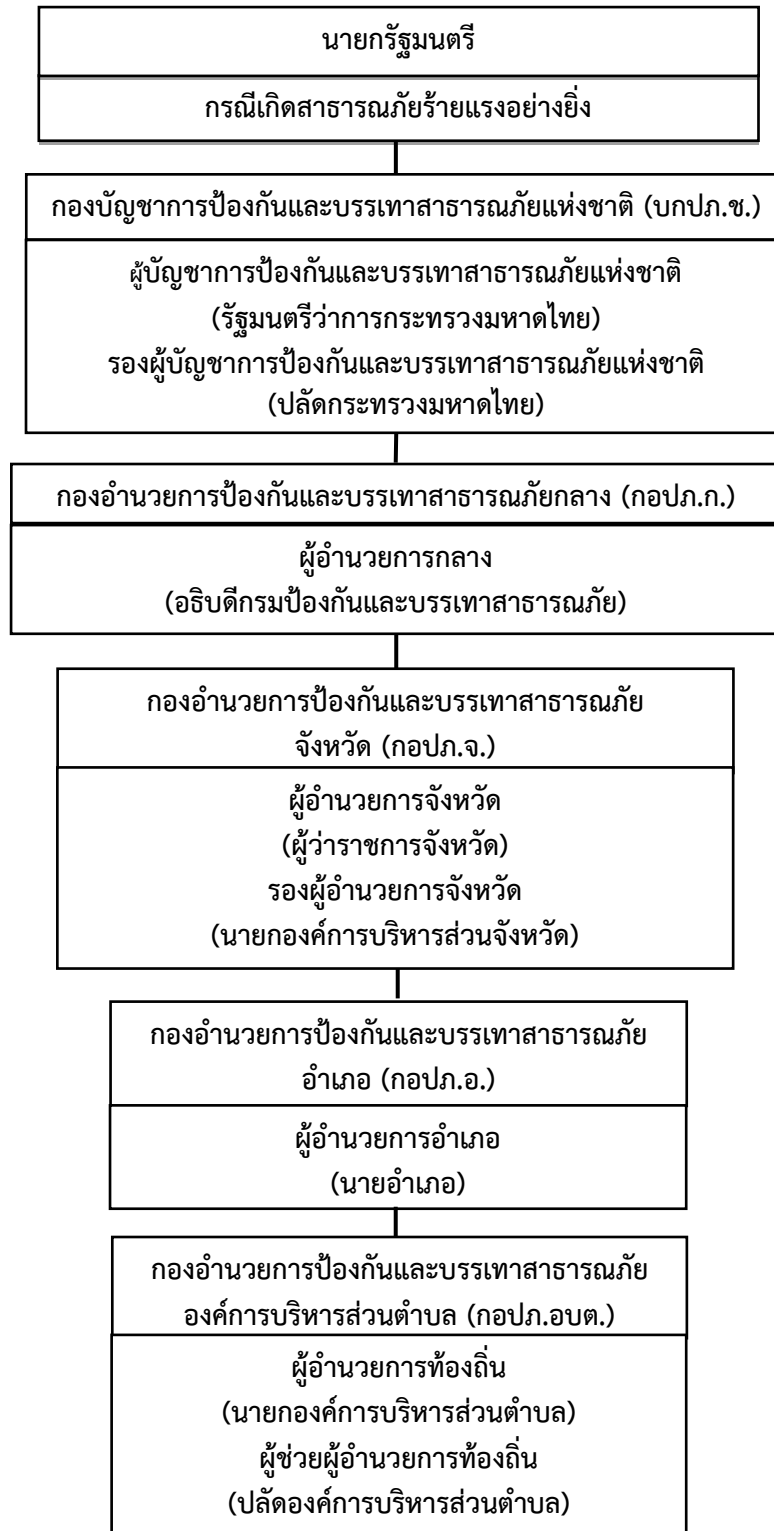 นายกรัฐมนตรี
กรณีเกิดสาธารณภัยร้ายแรงอย่างยิ่ง
กองบัญชาการป้องกันและบรรเทาสาธารณภัยแห่งชาติ (บกปภ.ช.)
ผู้บัญชาการป้องกันและบรรเทาสาธารณภัยแห่งชาติ
(รัฐมนตรีว่าการกระทรวงมหาดไทย)
รองผู้บัญชาการป้องกันและบรรเทาสาธารณภัยแห่งชาติ
(ปลัดกระทรวงมหาดไทย)
กองอำนวยการป้องกันและบรรเทาสาธารณภัยกลาง (กอปภ.ก.)
ผู้อำนวยการกลาง
(อธิบดีกรมป้องกันและบรรเทาสาธารณภัย)
กองอำนวยการป้องกันและบรรเทาสาธารณภัย
จังหวัด (กอปภ.จ.)
ผู้อำนวยการจังหวัด
(ผู้ว่าราชการจังหวัด)
รองผู้อำนวยการจังหวัด
(นายกองค์การบริหารส่วนจังหวัด)
กองอำนวยการป้องกันและบรรเทาสาธารณภัย
อำเภอ (กอปภ.อ.)
ผู้อำนวยการอำเภอ
(นายอำเภอ)
กองอำนวยการป้องกันและบรรเทาสาธารณภัย
องค์การบริหารส่วนตำบล (กอปภ.อบต.)
ผู้อำนวยการท้องถิ่น
(นายกองค์การบริหารส่วนตำบล)
ผู้ช่วยผู้อำนวยการท้องถิ่น
(ปลัดองค์การบริหารส่วนตำบล)